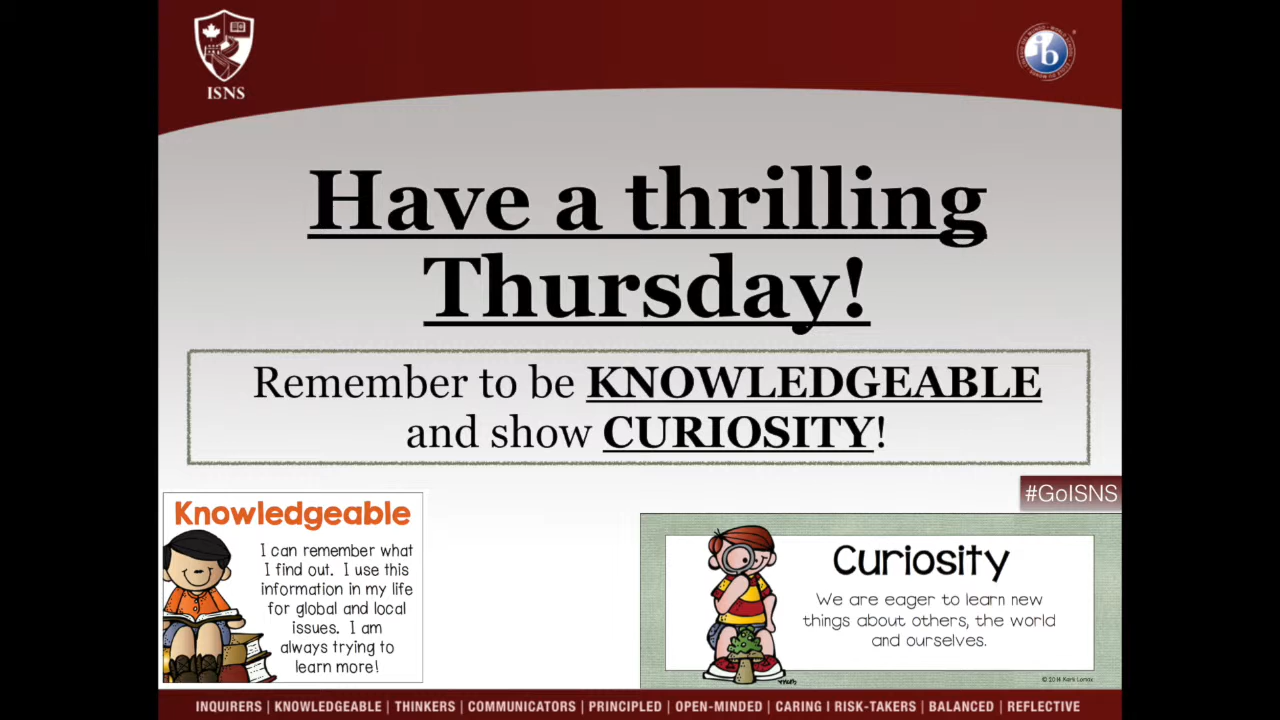 ISNS
ib
Have a thrilling
Thursday!
Remember to be KNOWLEDGEABLE
and show CURIOSITY!
#GoISNS
Knowledgeable
I can remember what
I find out. I use this
information in my life
for global and local
issues. I am
always trying to
learn more!
Curiosity
We are eager to learn new
things about others, the world
and ourselves.
INQUIRERS | KNOWLEDGEABLE | THINKERS | COMMUNICATORS | PRINCIPLED | OPEN-MINDED | CARING I RISK-TAKERS | BALANCED | REFLECTIVE